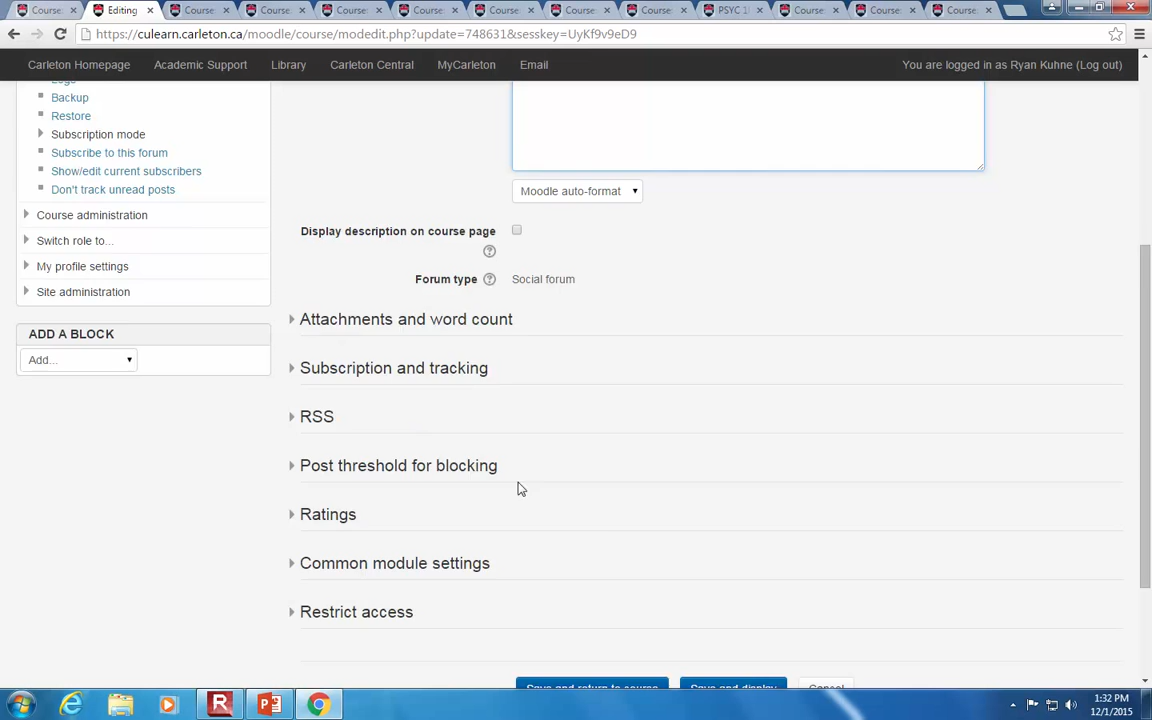 Course:
Editing
Course:
Course:
Course:
Course:
Course:
Course:
Course:
PSYC 1
Course:
Course:
Course:
https://culearn.carleton.ca/moodle/course/modedit.php?update=748631&sesskey=UyKf9v9eD9
Carleton Homepage Academic Support Library Carleton Central MyCarleton Email You are logged in as Ryan Kuhne (Log out)
Logs
Backup
Restore
Subscription mode
Subscribe to this forum
Show/edit current subscribers
Don't track unread posts
Course administration
Switch role to...
My profile settings
Site administration
ADD A BLOCK
Add...
Moodle auto-format
Display description on course page
Forum type Social forum
Attachments and word count
Subscription and tracking
RSS
Post threshold for blocking
Ratings
Common module settings
Restrict access
Save and return to course Save and display Cancel
1:32 PM
12/1/2015